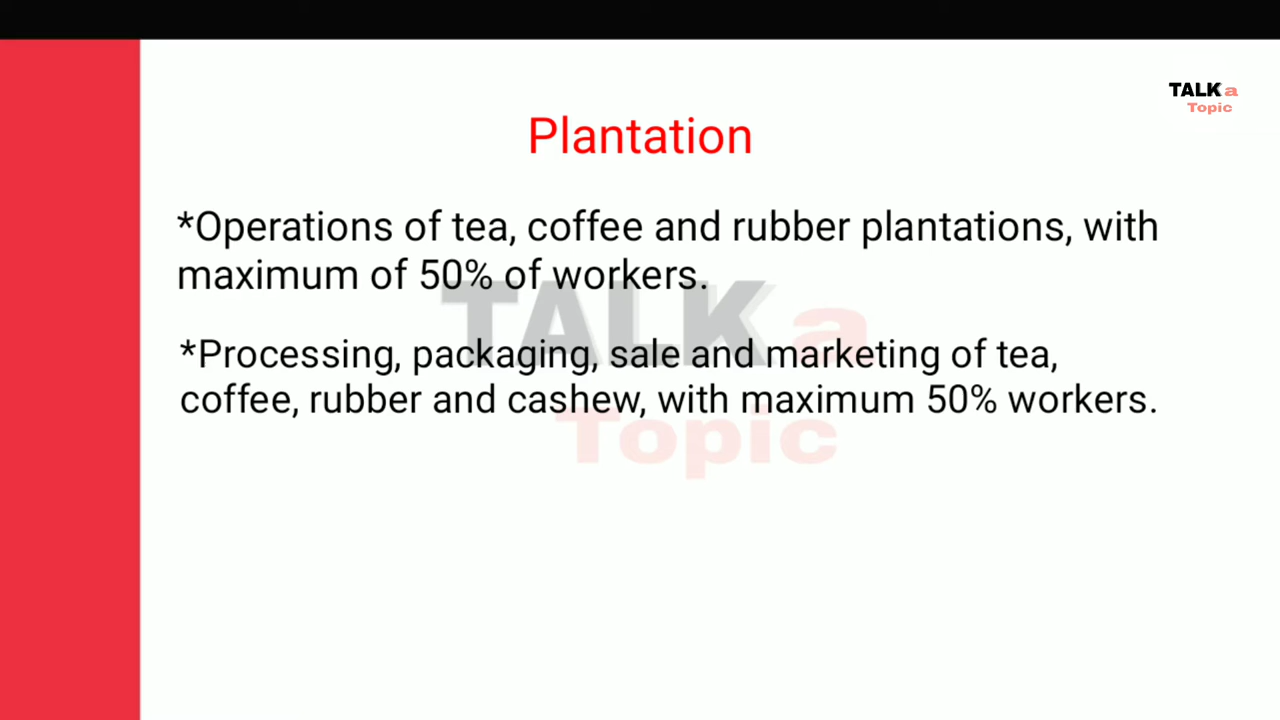 TALK a
Topic
Plantation
*Operations of tea, coffee and rubber plantations, with
maximum of 50% of workers.
*Processing, packaging, sale and marketing of tea,
coffee, rubber and cashew, with maximum 50% workers.
TALK a
Topic